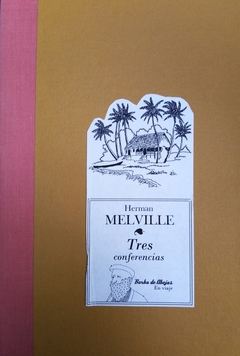 Herman
MELVILLE
Tres
conferencias
Barba de Abejas
En viaje